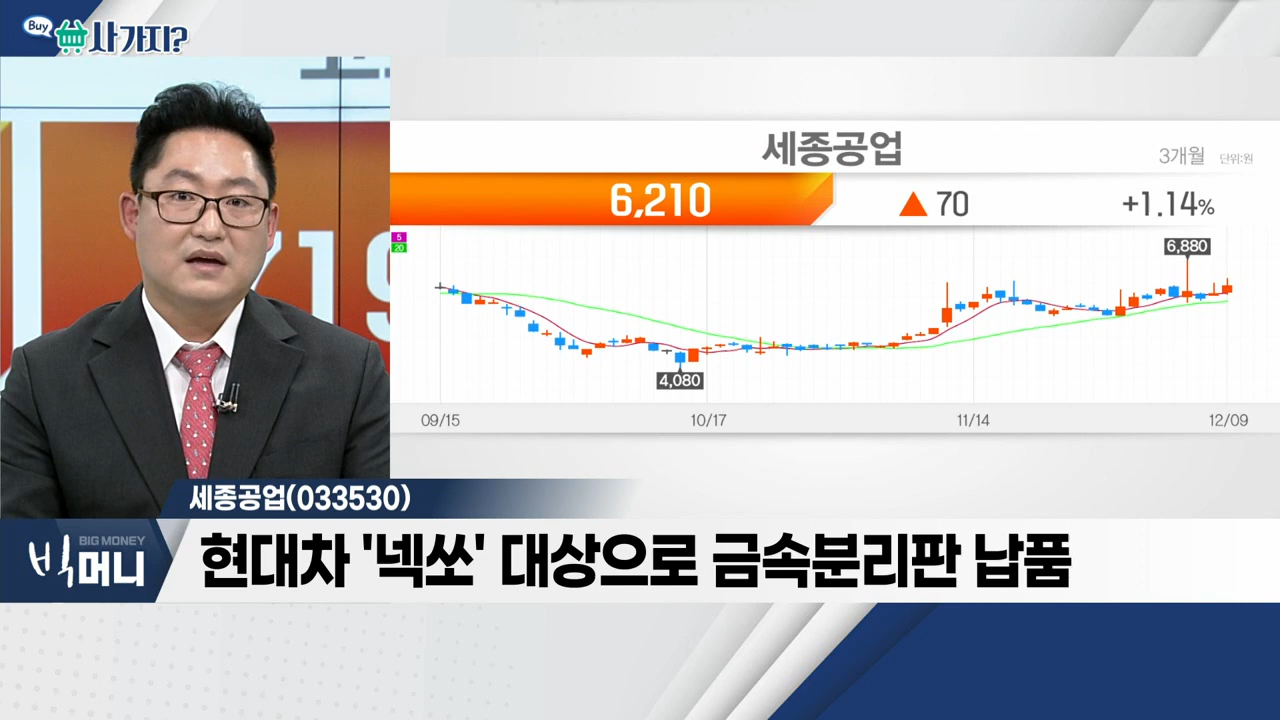 Buy 사가지?
세종공업
3개월 단위:원
6,210 ▲ 70 +1.14%
5
20
6,880
4,080
09/15 10/17 11/14 12/09
719
세종공업(033530)
BIG MONEY
빅머니
현대차 '넥쏘' 대상으로 금속분리판 납품